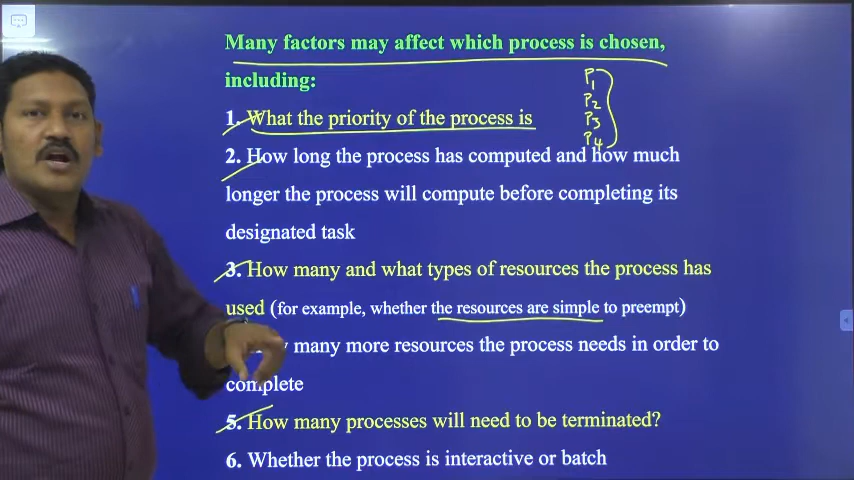 Many factors may affect which process is chosen,
including:
P1
P2
P3
P4
1. What the priority of the process is
2. How long the process has computed and how much
longer the process will compute before completing its
designated task
3. How many and what types of resources the process has
used (for example, whether the resources are simple to preempt)
many more resources the process needs in order to
complete
5. How many processes will need to be terminated?
6. Whether the process is interactive or batch